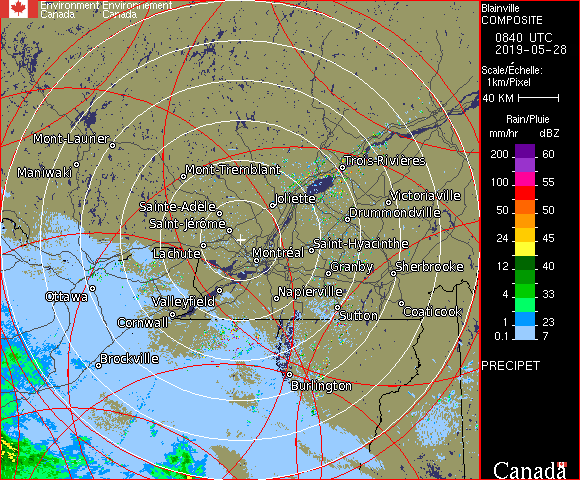 Environment Environnement
Canada Canada
Blainville
COMPOSITE
0840 UTC
2019-05-28
Scale/Échelle:
1km/Pixel
40 KM
Rain/Pluie
mm/hr dBZ
200 60
100 55
50 50
24 45
12 40
4 33
1 23
0.1 7
PRECIPET
Mont-Laurier
Maniwaki
Mont-Tremblant
Trois-Rivières
Joliette
Victoriaville
Sainte-Adèle
Drummondville
Saint-Jérôme
Saint-Hyacinthe
Lachute
Montréal
Granby
Sherbrooke
Ottawa
Valleyfield
Napierville
Coaticook
Cornwall
Sutton
Brockville
Burlington
Canada